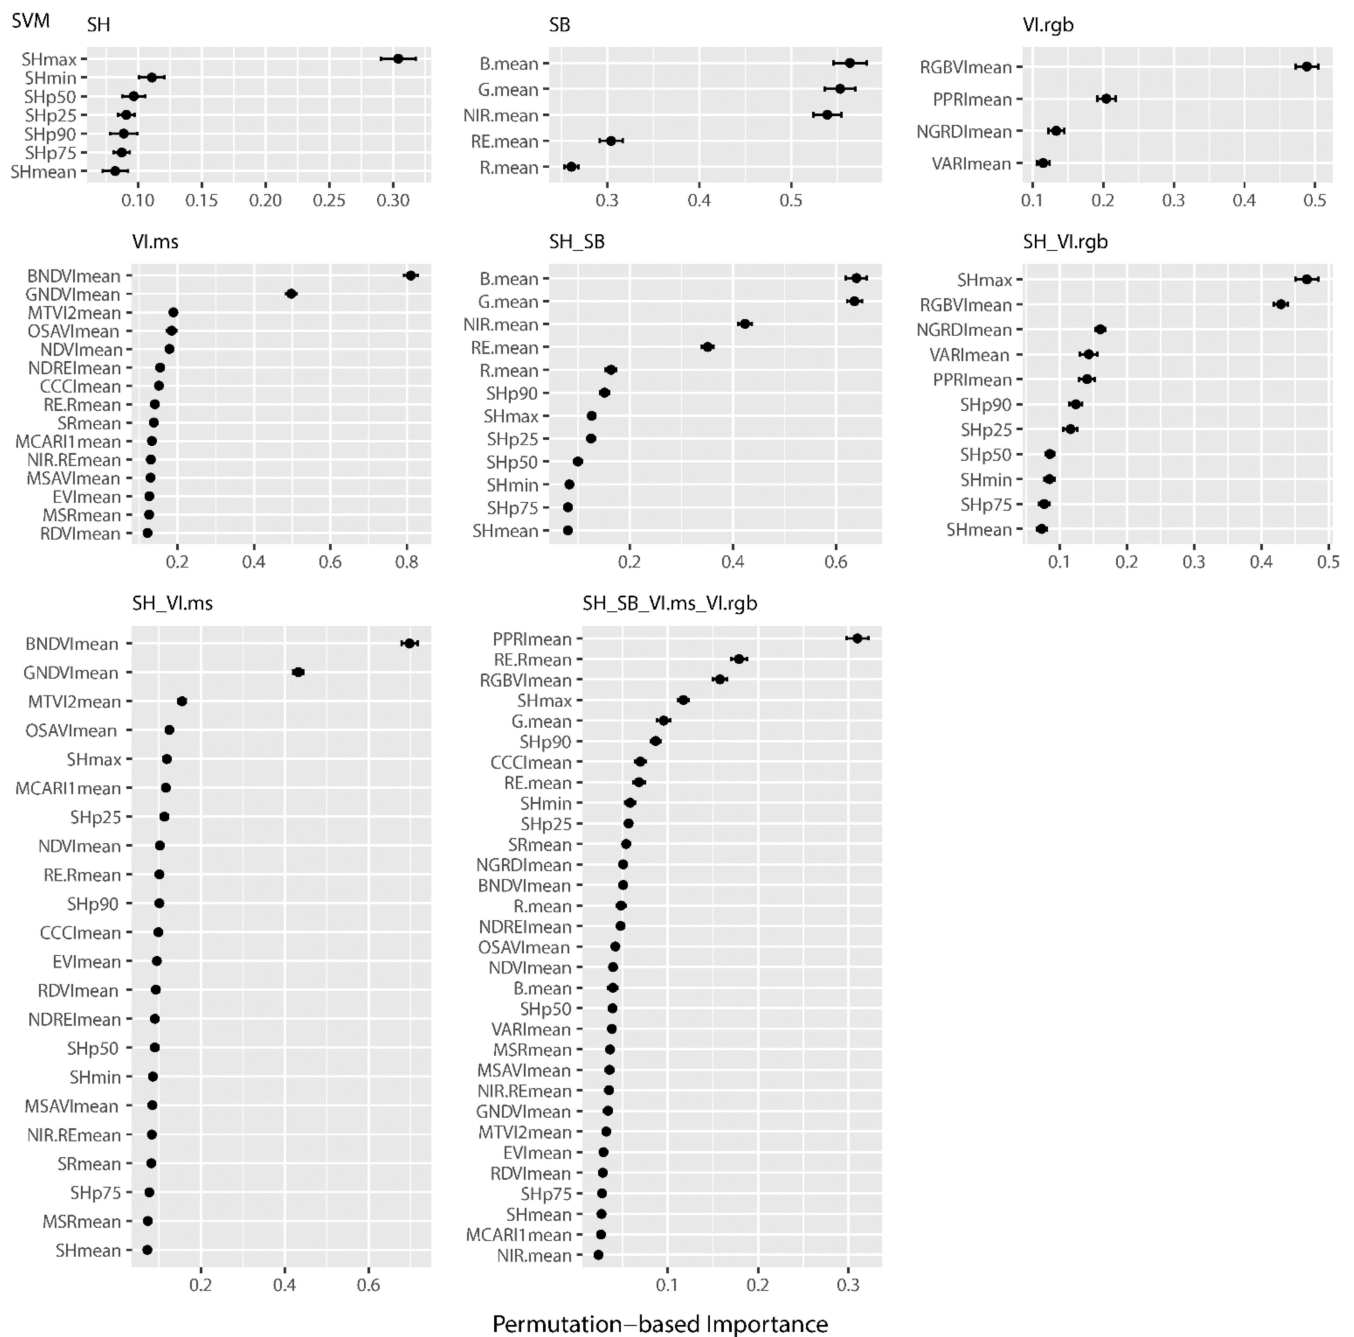 SVM
SH
SHmax
SHmin
SHp50
SHp25
SHp90
SHp75
SHmean
0.10 0.15 0.20 0.25 0.30
SB
B.mean
G.mean
NIR.mean
RE.mean
R.mean
0.3 0.4 0.5
VI.rgb
RGBVImean
PPRImean
NGRDImean
VARImean
0.1 0.2 0.3 0.4 0.5
VI.ms
BNDVImean
GNDVImean
MTVI2mean
OSAVImean
NDVImean
NDREImean
CCCImean
RE.Rmean
SRmean
MCARI1mean
NIR.REmean
MSAVImean
EVImean
MSRmean
RDVImean
0.2 0.4 0.6 0.8
SH_SB
B.mean
G.mean
NIR.mean
RE.mean
R.mean
SHp90
SHmax
SHp25
SHp50
SHmin
SHp75
SHmean
0.2 0.4 0.6
SH_VI.rgb
SHmax
RGBVImean
NGRDImean
VARImean
PPRImean
SHp90
SHp25
SHp50
SHmin
SHp75
SHmean
0.1 0.2 0.3 0.4 0.5
SH_VI.ms
BNDVImean
GNDVImean
MTVI2mean
OSAVImean
SHmax
MCARI1mean
SHp25
NDVImean
RE.Rmean
SHp90
CCCImean
EVImean
RDVImean
NDREImean
SHp50
SHmin
MSAVImean
NIR.REmean
SRmean
SHp75
MSRmean
SHmean
0.2 0.4 0.6
SH_SB_VI.ms_VI.rgb
PPRImean
RE.Rmean
RGBVImean
SHmax
G.mean
SHp90
CCCImean
RE.mean
SHmin
SHp25
SRmean
NGRDImean
BNDVImean
R.mean
NDREImean
OSAVImean
NDVImean
B.mean
SHp50
VARImean
MSRmean
MSAVImean
NIR.REmean
GNDVImean
MTVI2mean
EVImean
RDVImean
SHp75
SHmean
MCARI1mean
NIR.mean
0.1 0.2 0.3
Permutation−based Importance